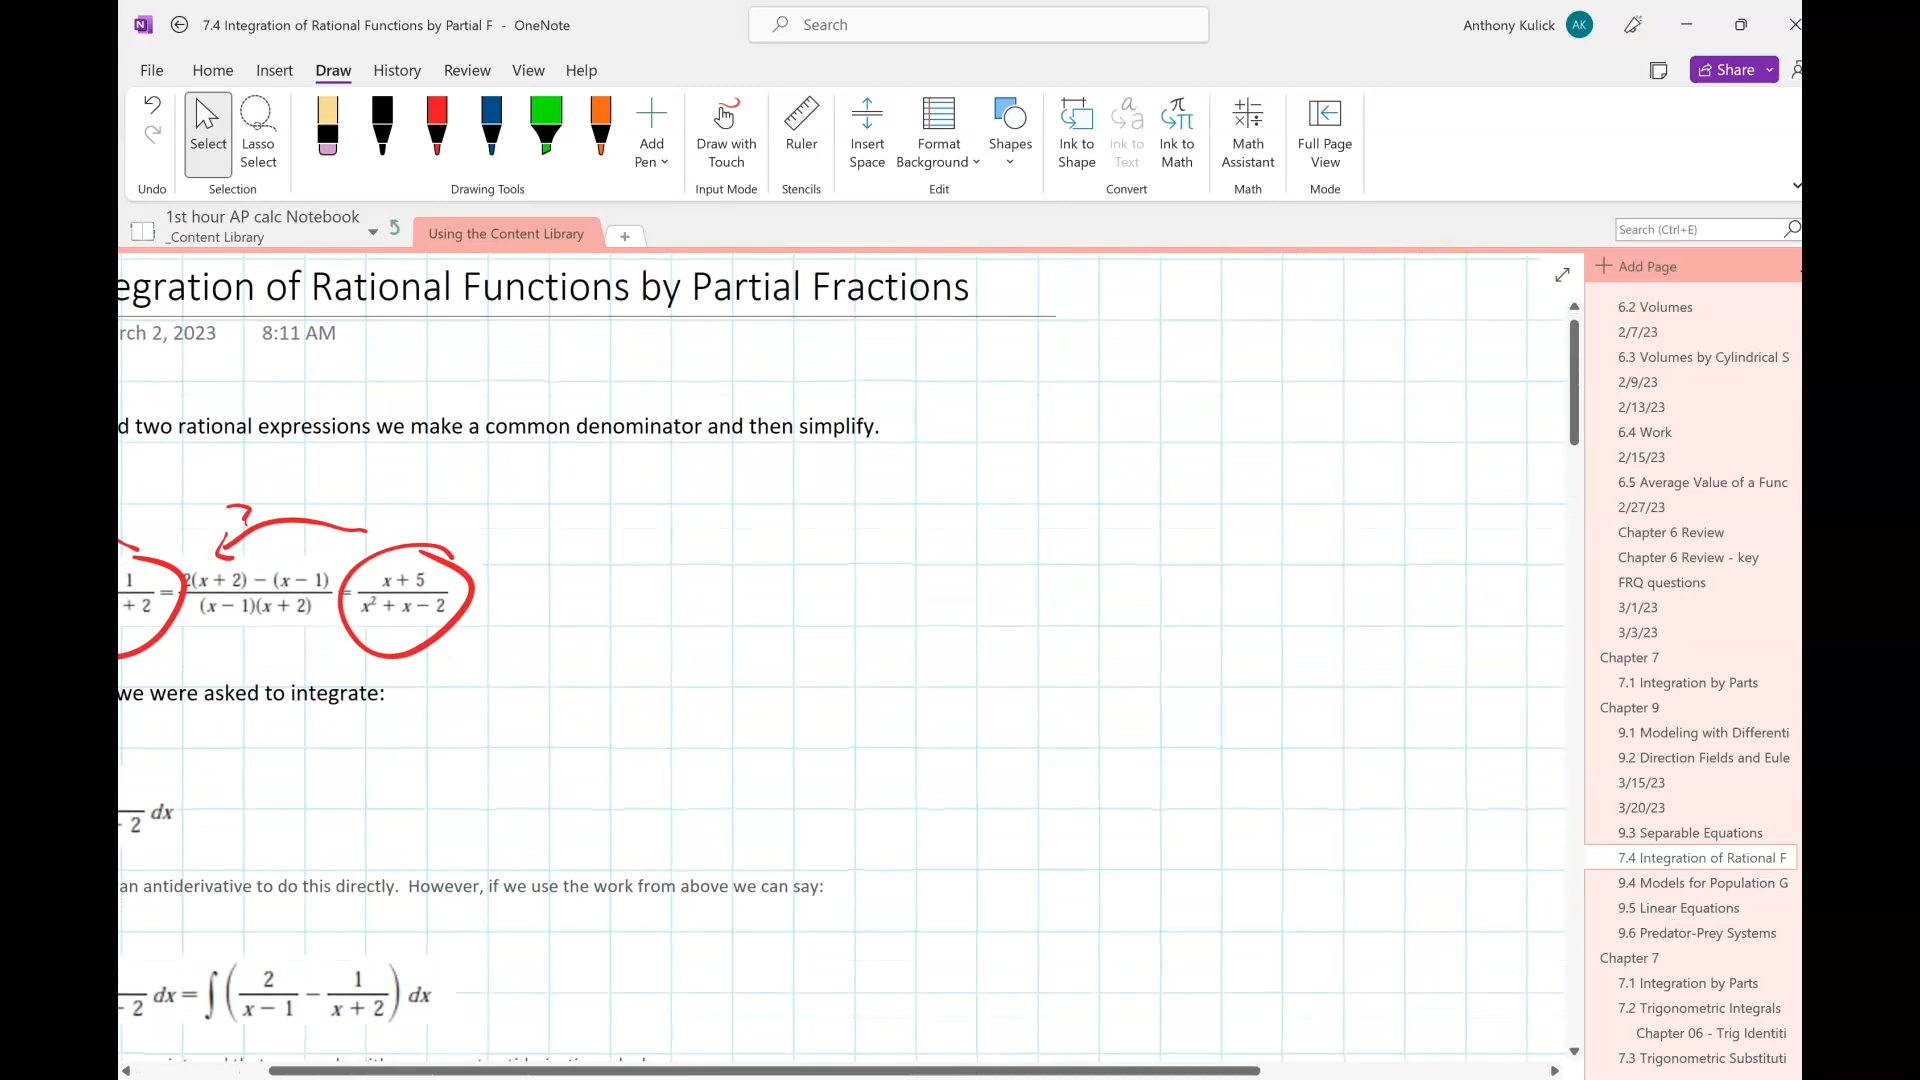 7.4 Integration of Rational Functions by Partial F - OneNote
Search
Anthony Kulick AK
File Home Insert Draw History Review View Help
Share
Undo
Select
Lasso Select
Selection
Drawing Tools
Add Pen
Draw with Touch
Input Mode
Ruler
Stencils
Insert Space
Format Background
Shapes
Edit
Ink to Shape
Ink to Text
Ink to Math
Convert
Math Assistant
Math
Full Page View
Mode
1st hour AP calc Notebook
_Content Library
Using the Content Library
Search (Ctrl+E)
egration of Rational Functions by Partial Fractions
rch 2, 2023 8:11 AM
d two rational expressions we make a common denominator and then simplify.
?
1 / + 2 = 2(x + 2) − (x − 1) / (x − 1)(x + 2) = x + 5 / x² + x − 2
we were asked to integrate:
- 2 dx
an antiderivative to do this directly. However, if we use the work from above we can say:
- 2 dx = ∫ ( 2 / x − 1 − 1 / x + 2 ) dx
Add Page
6.2 Volumes
2/7/23
6.3 Volumes by Cylindrical S
2/9/23
2/13/23
6.4 Work
2/15/23
6.5 Average Value of a Func
2/27/23
Chapter 6 Review
Chapter 6 Review - key
FRQ questions
3/1/23
3/3/23
Chapter 7
7.1 Integration by Parts
Chapter 9
9.1 Modeling with Differenti
9.2 Direction Fields and Eule
3/15/23
3/20/23
9.3 Separable Equations
7.4 Integration of Rational F
9.4 Models for Population G
9.5 Linear Equations
9.6 Predator-Prey Systems
Chapter 7
7.1 Integration by Parts
7.2 Trigonometric Integrals
Chapter 06 - Trig Identiti
7.3 Trigonometric Substituti